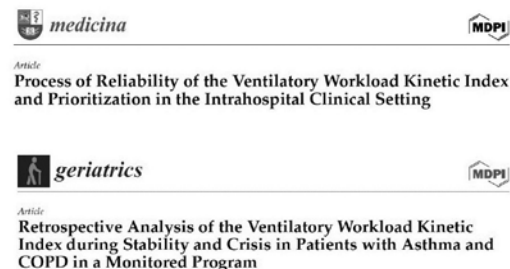 medicina
MDPI
Article
Process of Reliability of the Ventilatory Workload Kinetic Index
and Prioritization in the Intrahospital Clinical Setting
geriatrics
MDPI
Article
Retrospective Analysis of the Ventilatory Workload Kinetic
Index during Stability and Crisis in Patients with Asthma and
COPD in a Monitored Program